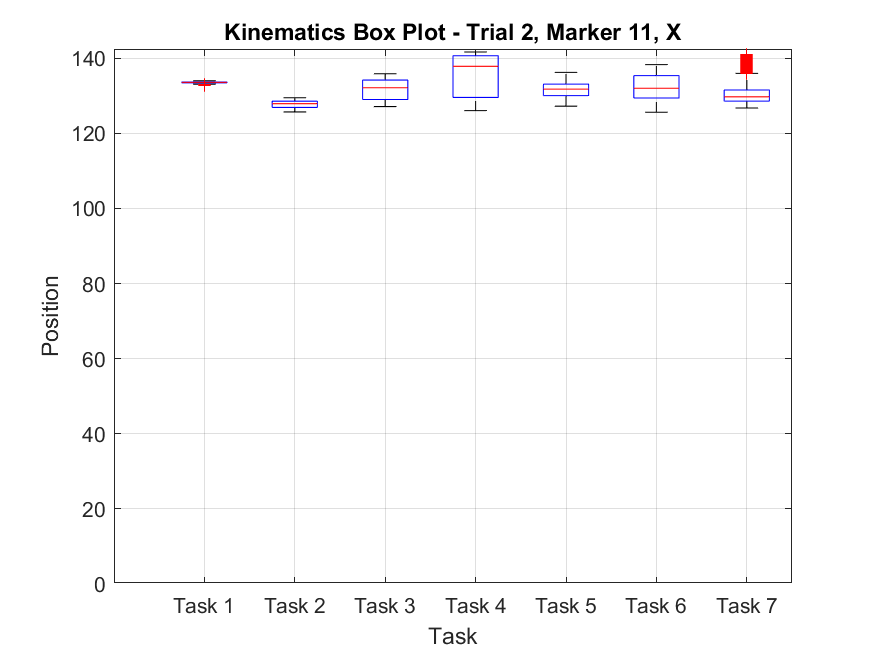 Kinematics Box Plot - Trial 2, Marker 11, X
140
120
100
80
60
40
20
0
Position
Task 1 Task 2 Task 3 Task 4 Task 5 Task 6 Task 7
Task